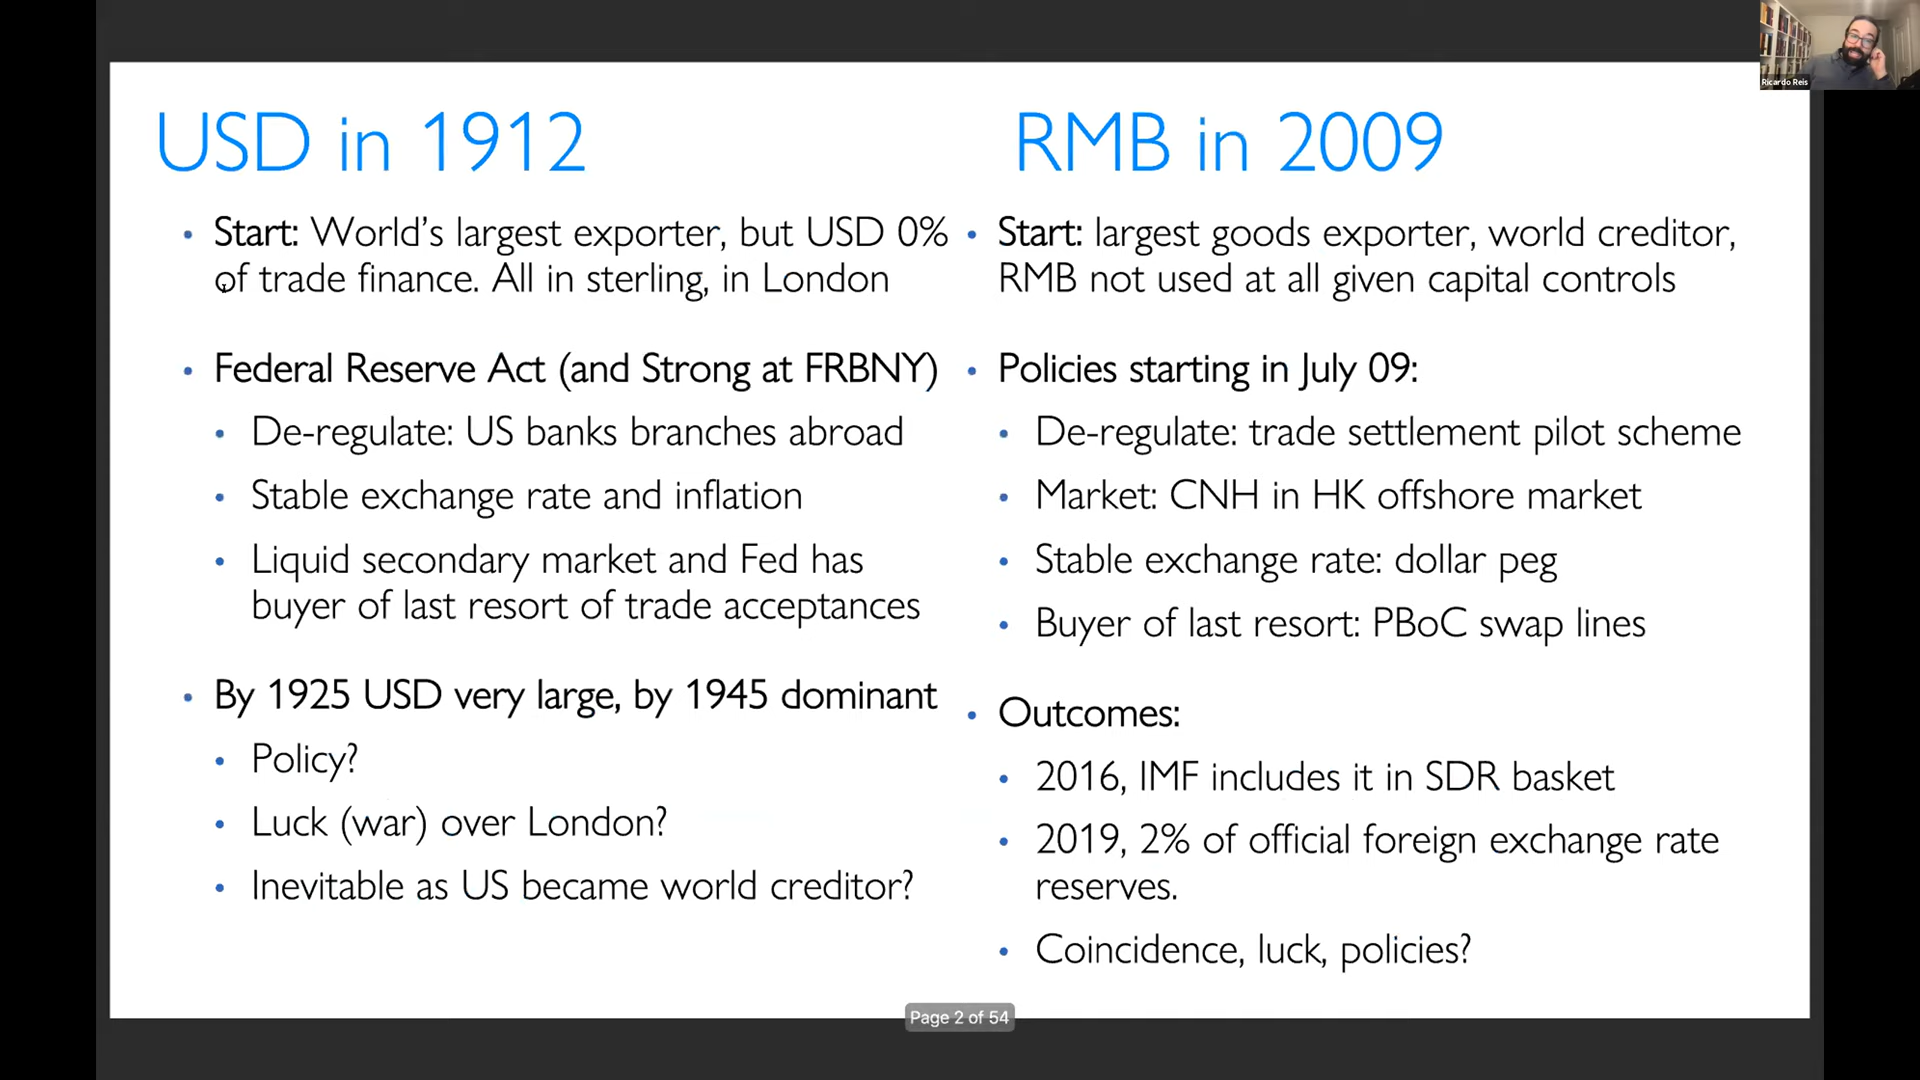 USD in 1912
• Start: World's largest exporter, but USD 0%
of trade finance. All in sterling, in London
• Federal Reserve Act (and Strong at FRBNY)
• De-regulate: US banks branches abroad
• Stable exchange rate and inflation
• Liquid secondary market and Fed has
buyer of last resort of trade acceptances
• By 1925 USD very large, by 1945 dominant
• Policy?
• Luck (war) over London?
• Inevitable as US became world creditor?
RMB in 2009
• Start: largest goods exporter, world creditor,
RMB not used at all given capital controls
• Policies starting in July 09:
• De-regulate: trade settlement pilot scheme
• Market: CNH in HK offshore market
• Stable exchange rate: dollar peg
• Buyer of last resort: PBoC swap lines
• Outcomes:
• 2016, IMF includes it in SDR basket
• 2019, 2% of official foreign exchange rate
reserves.
• Coincidence, luck, policies?
Page 2 of 54
Ricardo Reis